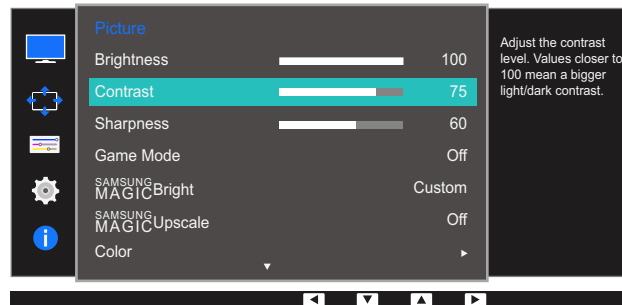 Picture
Brightness 100
Contrast 75
Sharpness 60
Game Mode Off
SAMSUNG
MAGICBright Custom
SAMSUNG
MAGICUpscale Off
Color
Adjust the contrast
level. Values closer to
100 mean a bigger
light/dark contrast.